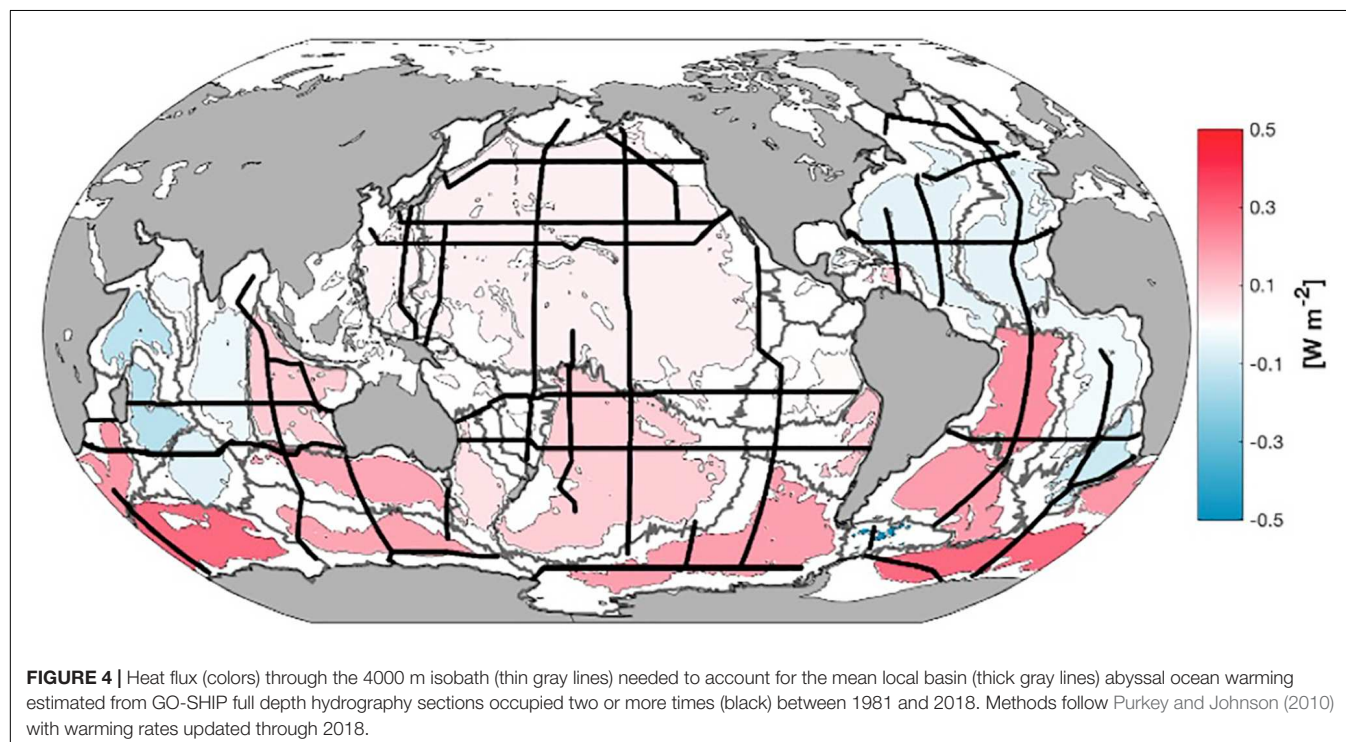 0.5
0.3
0.1
-0.1
-0.3
-0.5
[W m⁻²]
FIGURE 4 | Heat flux (colors) through the 4000 m isobath (thin gray lines) needed to account for the mean local basin (thick gray lines) abyssal ocean warming
estimated from GO-SHIP full depth hydrography sections occupied two or more times (black) between 1981 and 2018. Methods follow Purkey and Johnson (2010)
with warming rates updated through 2018.